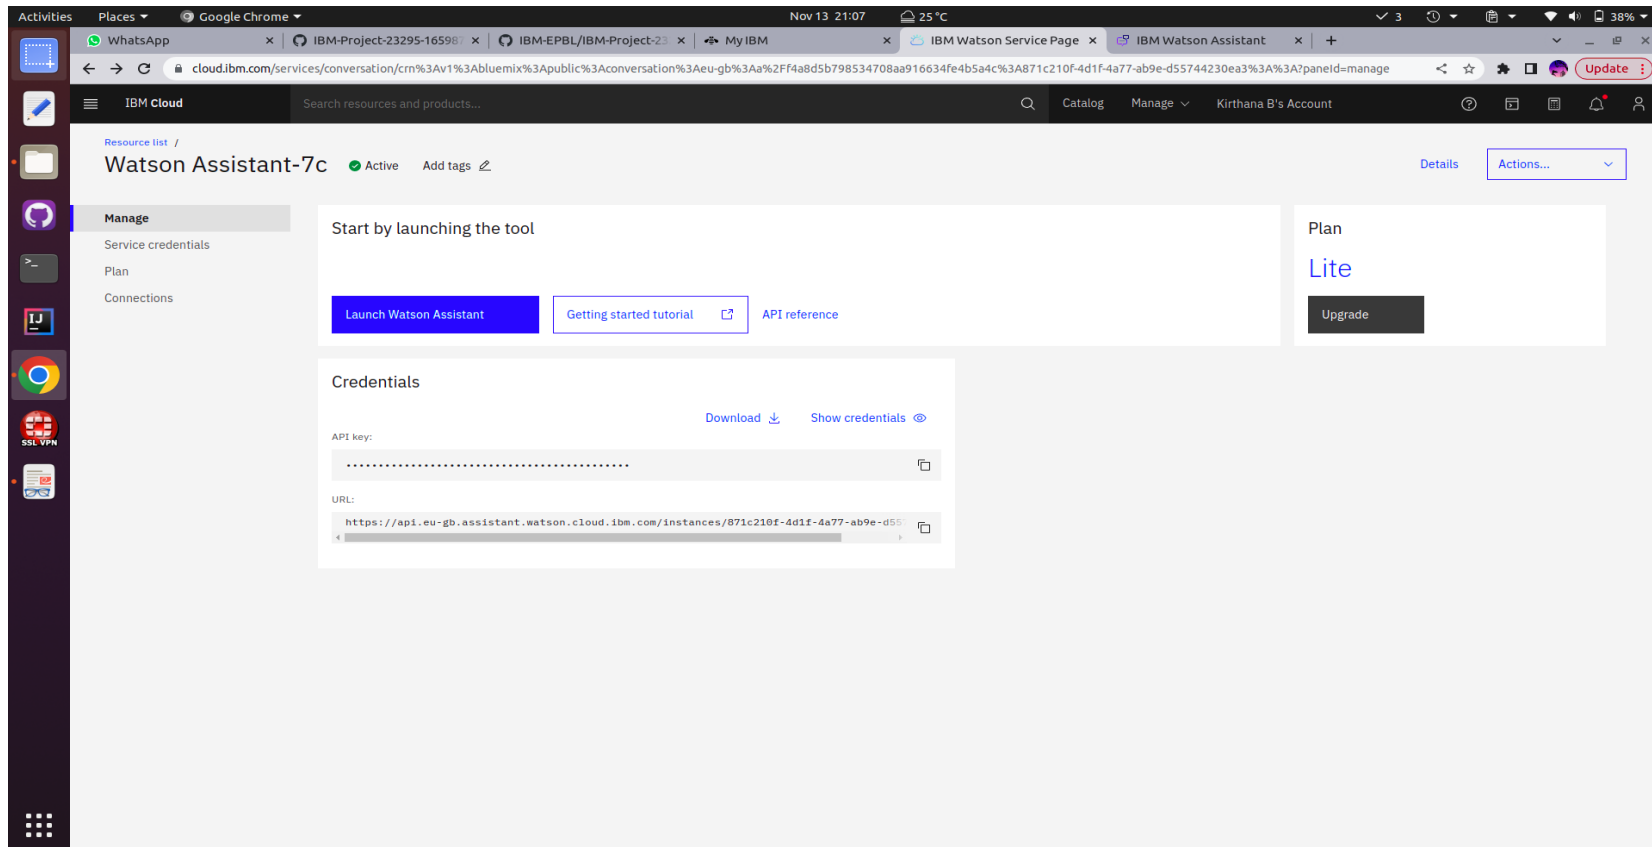 Activities Places Google Chrome Nov 13 21:07 25 °C 3 38%
WhatsApp IBM-Project-23295-16598 IBM-EPBL/IBM-Project-23 My IBM IBM Watson Service Page IBM Watson Assistant
cloud.ibm.com/services/conversation/crn%3Av1%3Abluemix%3Apublic%3Aconversation%3Aeu-gb%3Aa%2Ff4a8d5b798534708aa916634fe4b5a4c%3A871c210f-4d1f-4a77-ab9e-d55744230ea3%3A%3A?paneId=manage Update
IBM Cloud Search resources and products... Catalog Manage Kirthana B's Account
Resource list /
Watson Assistant-7c Active Add tags Details Actions...
Manage
Service credentials
Plan
Connections
Start by launching the tool
Launch Watson Assistant Getting started tutorial API reference
Plan
Lite
Upgrade
Credentials
Download Show credentials
API key:
URL:
https://api.eu-gb.assistant.watson.cloud.ibm.com/instances/871c210f-4d1f-4a77-ab9e-d55
SSL VPN